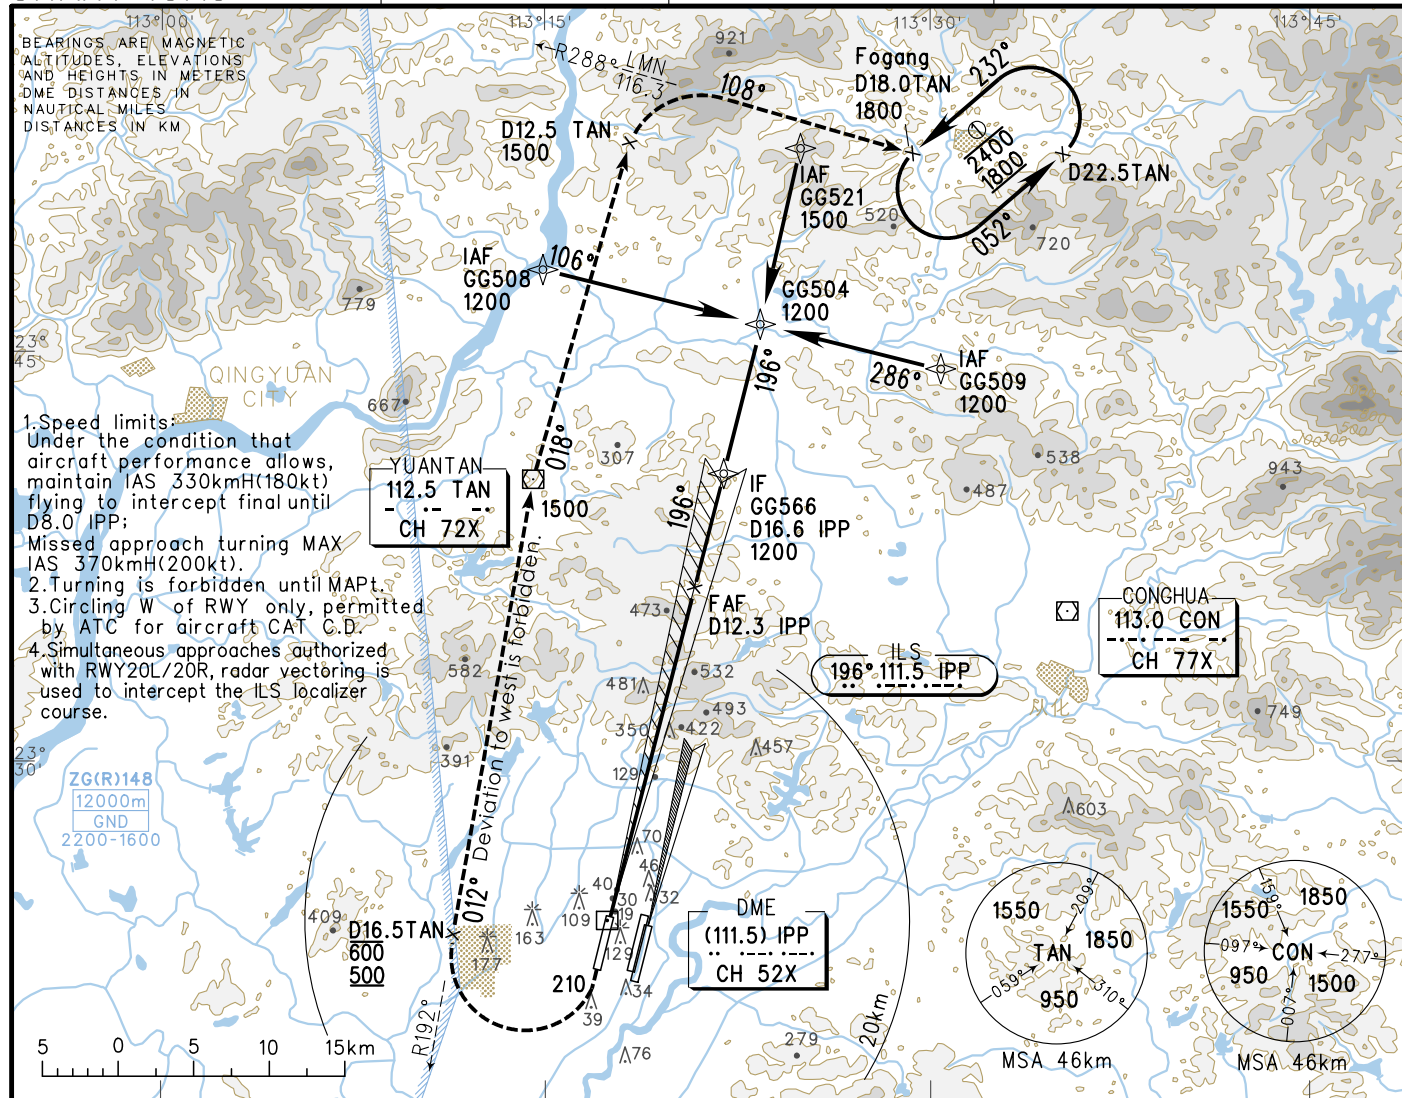 113°00'
113°15'
113°30'
113°45'
BEARINGS ARE MAGNETIC
ALTITUDES, ELEVATIONS
AND HEIGHTS IN METERS
DME DISTANCES IN
NAUTICAL MILES
DISTANCES IN KM
R288° LMN
116.3
921
108°
Fogang
D18.0TAN
1800
232°
①
2400
1800
052°
D22.5TAN
D12.5 TAN
1500
IAF
GG521
1500
520
720
IAF
GG508
1200
106°
GG504
1200
779
23°
45'
IAF
GG509
1200
286°
196°
QINGYUAN
CITY
667
1.Speed limits:
Under the condition that
aircraft performance allows,
maintain IAS 330kmH(180kt)
flying to intercept final until
D8.0 IPP;
Missed approach turning MAX
IAS 370kmH(200kt).
2.Turning is forbidden until MAPt.
3.Circling W of RWY only, permitted
by ATC for aircraft CAT C.D.
4.Simultaneous approaches authorized
with RWY20L/20R, radar vectoring is
used to intercept the ILS localizer
course.
YUANTAN
112.5 TAN
CH 72X
018°
1500
307
196°
IF
GG566
D16.6 IPP
1200
538
487
943
FAF
D12.3 IPP
473
CONGHUA
113.0 CON
CH 77X
ILS
196° 111.5 IPP
从化
582
481
532
493
422
350
457
749
391
129
23°
30'
ZG(R)148
12000m
GND
2200-1600
012° Deviation to west is forbidden.
603
70
46
40
30
19
32
109
163
129
177
409
D16.5TAN
600
500
DME
(111.5) IPP
CH 52X
210
34
39
76
279
20km
R192°
5 0 5 10 15km
1550
209°
1850
TAN
059°
310°
950
MSA 46km
159°
1550
1850
097°
CON
277°
950
1500
007°
MSA 46km